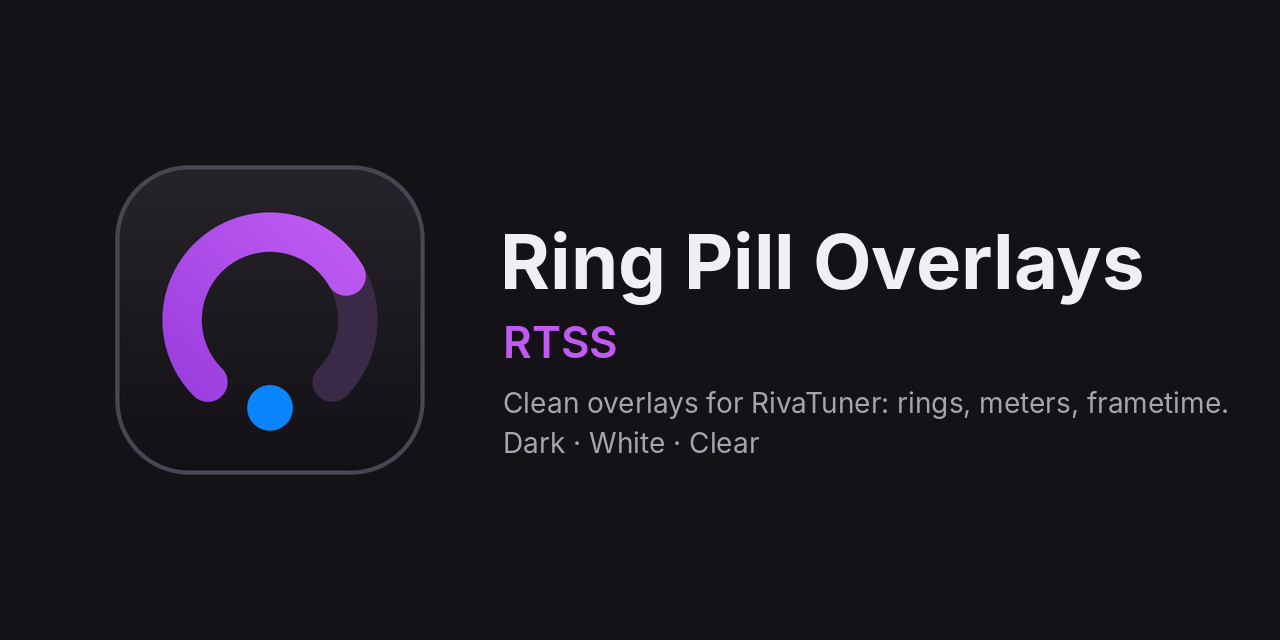 Ring Pill Overlays
RTSS
Clean overlays for RivaTuner: rings, meters, frametime.
Dark · White · Clear